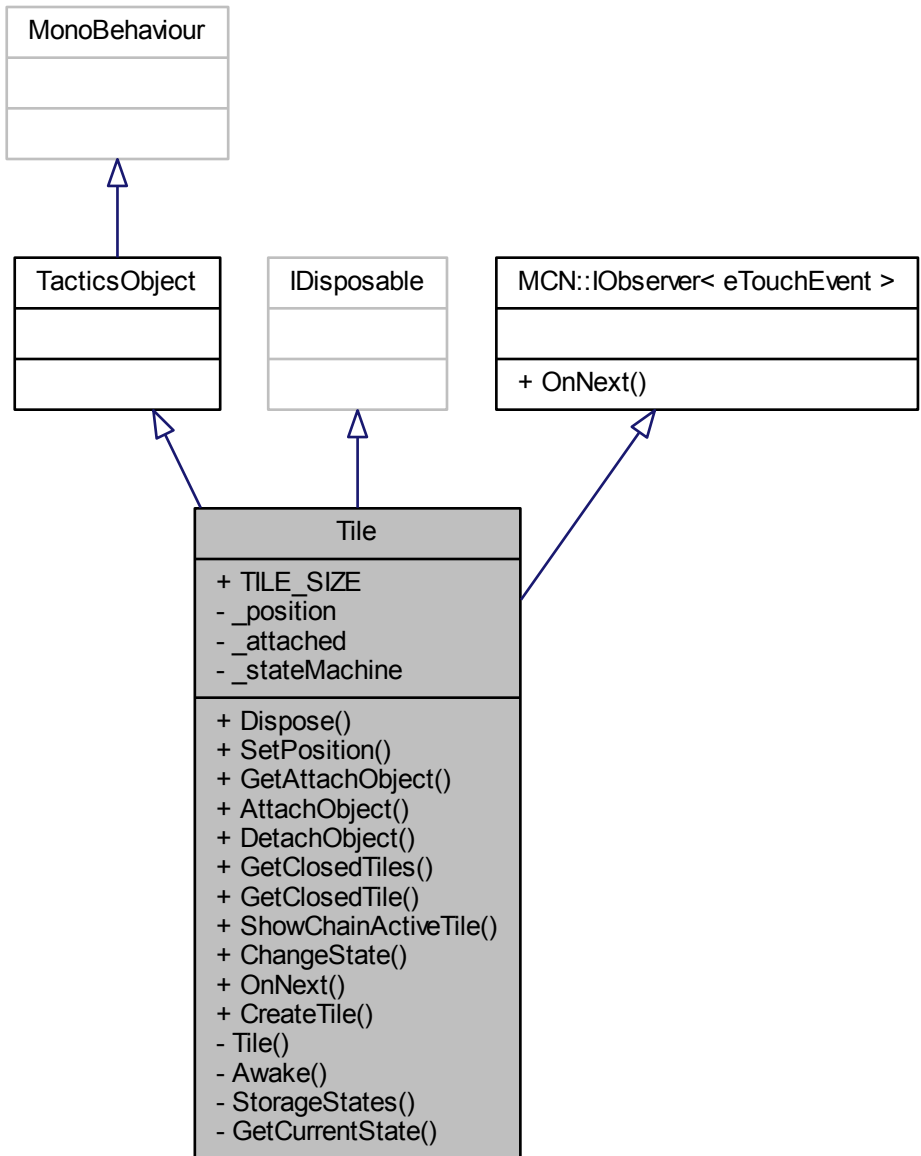 MonoBehaviour
TacticsObject
IDisposable
MCN::IObserver< eTouchEvent >
+ OnNext()
Tile
+ TILE_SIZE
- _position
- _attached
- _stateMachine
+ Dispose()
+ SetPosition()
+ GetAttachObject()
+ AttachObject()
+ DetachObject()
+ GetClosedTiles()
+ GetClosedTile()
+ ShowChainActiveTile()
+ ChangeState()
+ OnNext()
+ CreateTile()
- Tile()
- Awake()
- StorageStates()
- GetCurrentState()